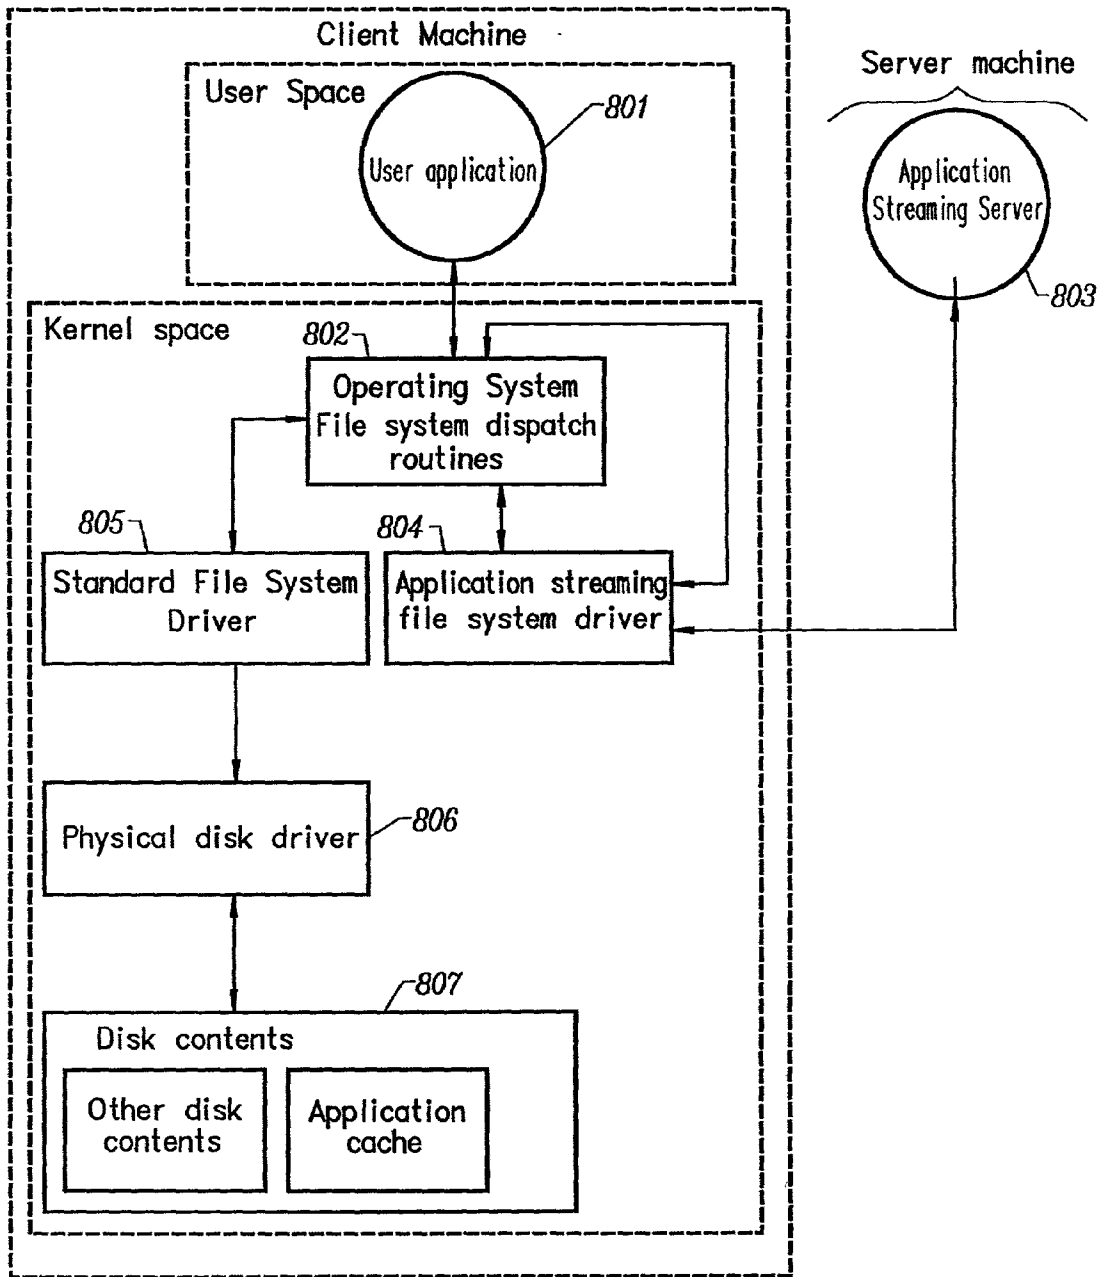 Client Machine
Server machine
User Space
801
User application
Application
Streaming Server
803
Kernel space
802
Operating System
File system dispatch
routines
805
804
Standard File System
Driver
Application streaming
file system driver
Physical disk driver
806
807
Disk contents
Other disk
contents
Application
cache